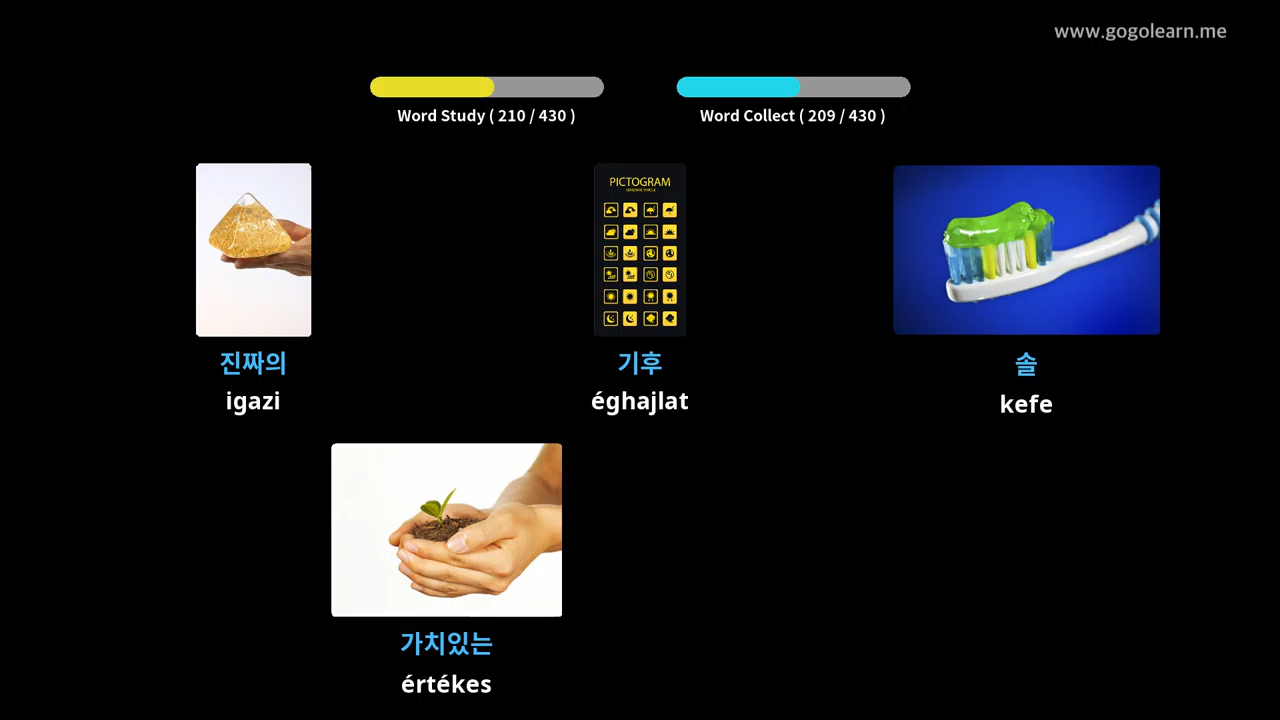 www.gogolearn.me
Word Study ( 210 / 430 )
Word Collect ( 209 / 430 )
PICTOGRAM
진짜의
igazi
기후
éghajlat
솔
kefe
가치있는
értékes